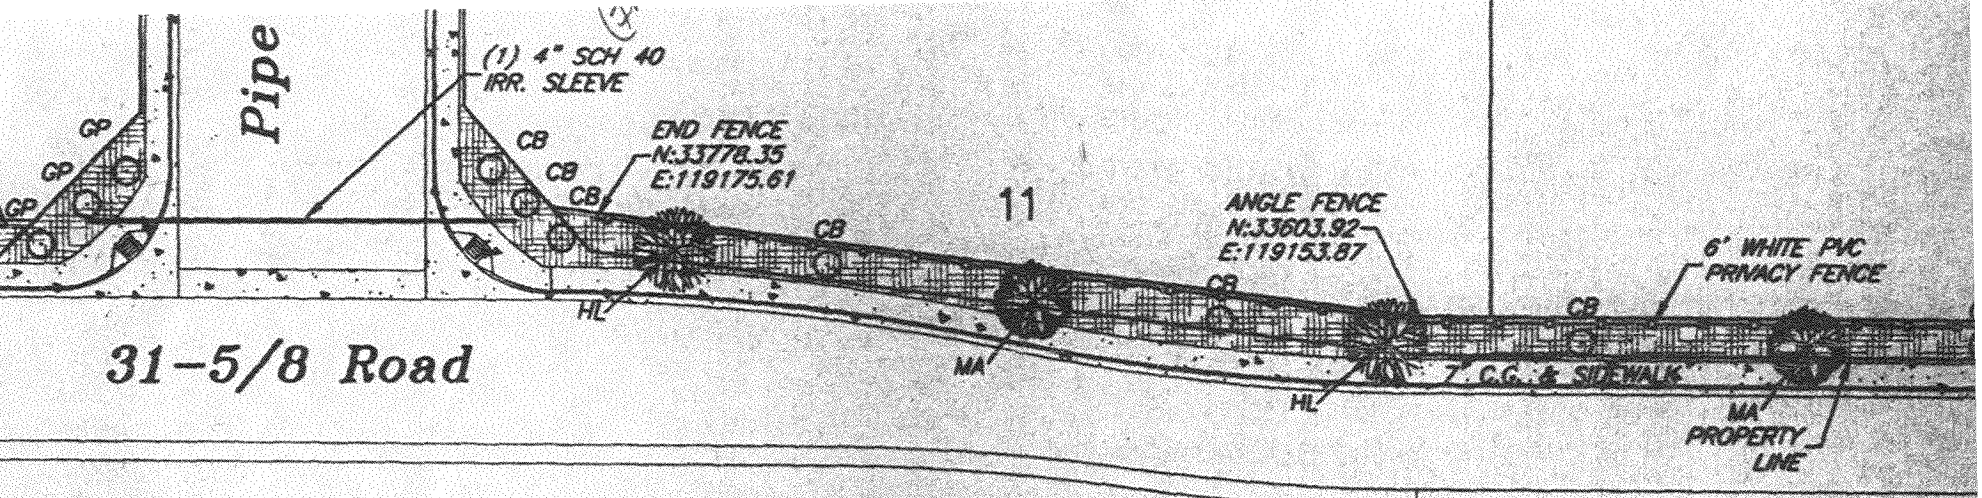 Pipe
(1) 4" SCH 40
IRR. SLEEVE
GP
GP
GP
CB
CB
CB
END FENCE
N:33778.35
E:119175.61
CB
11
ANGLE FENCE
N:33603.92
E:119153.87
CB
6' WHITE PVC
PRIVACY FENCE
CB
HL
MA
HL
7' C.G. & SIDEWALK
MA
PROPERTY
LINE
31-5/8 Road